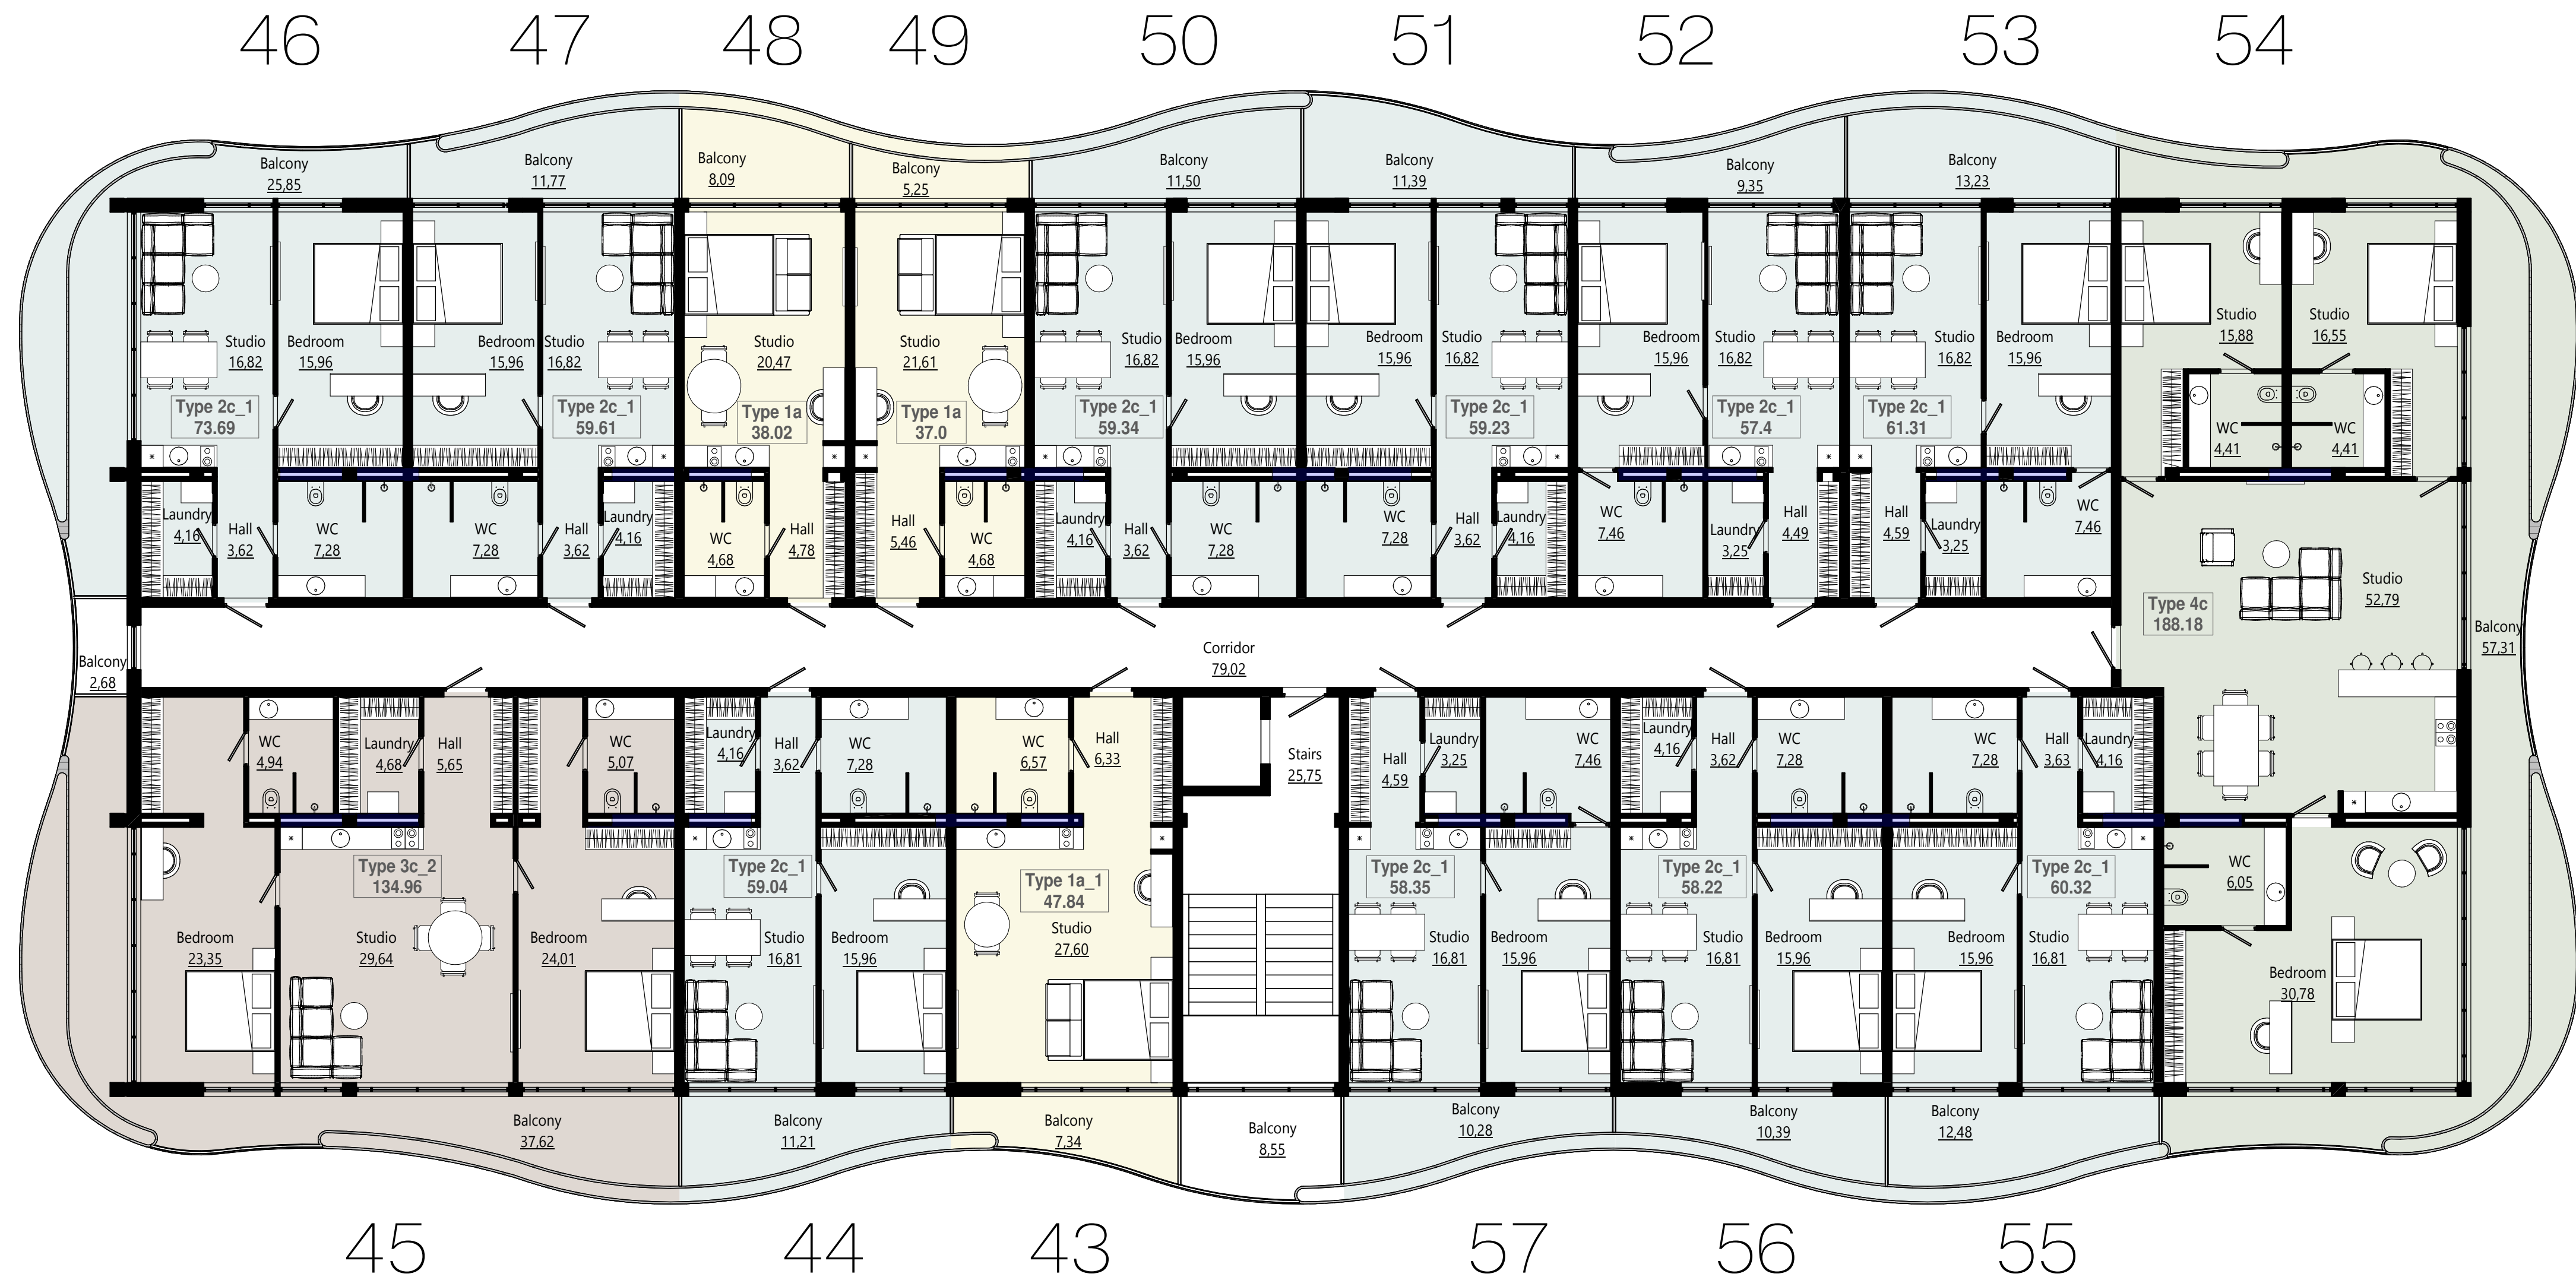 46 47 48 49 50 51 52 53 54
Balcony
25,85
Balcony
11,77
Balcony
8,09
Balcony
5,25
Balcony
11,50
Balcony
11,39
Balcony
9,35
Balcony
13,23
Studio
16,82
Bedroom
15,96
Type 2c_1
73.69
Laundry
4,16
Hall
3,62
WC
7,28
Bedroom
15,96
Studio
16,82
Type 2c_1
59.61
WC
7,28
Hall
3,62
Laundry
4,16
Studio
20,47
Type 1a
38.02
WC
4,68
Hall
4,78
Studio
21,61
Type 1a
37.0
Hall
5,46
WC
4,68
Studio
16,82
Bedroom
15,96
Type 2c_1
59.34
Laundry
4,16
Hall
3,62
WC
7,28
Bedroom
15,96
Studio
16,82
Type 2c_1
59.23
WC
7,28
Hall
3,62
Laundry
4,16
Bedroom
15,96
Studio
16,82
Type 2c_1
57.4
WC
7,46
Laundry
3,25
Hall
4,49
Studio
16,82
Bedroom
15,96
Type 2c_1
61.31
Hall
4,59
Laundry
3,25
WC
7,46
Studio
15,88
Studio
16,55
WC
4,41
WC
4,41
Studio
52,79
Type 4c
188.18
Balcony
57,31
WC
6,05
Bedroom
30,78
Corridor
79,02
Balcony
2,68
WC
4,94
Laundry
4,68
Hall
5,65
WC
5,07
Type 3c_2
134.96
Bedroom
23,35
Studio
29,64
Bedroom
24,01
Balcony
37,62
Laundry
4,16
Hall
3,62
WC
7,28
Type 2c_1
59.04
Studio
16,81
Bedroom
15,96
Balcony
11,21
WC
6,57
Hall
6,33
Type 1a_1
47.84
Studio
27,60
Balcony
7,34
Stairs
25,75
Balcony
8,55
Hall
4,59
Laundry
3,25
WC
7,46
Type 2c_1
58.35
Studio
16,81
Bedroom
15,96
Balcony
10,28
Laundry
4,16
Hall
3,62
WC
7,28
Type 2c_1
58.22
Studio
16,81
Bedroom
15,96
Balcony
10,39
WC
7,28
Hall
3,63
Laundry
4,16
Type 2c_1
60.32
Bedroom
15,96
Studio
16,81
Balcony
12,48
45 44 43 57 56 55